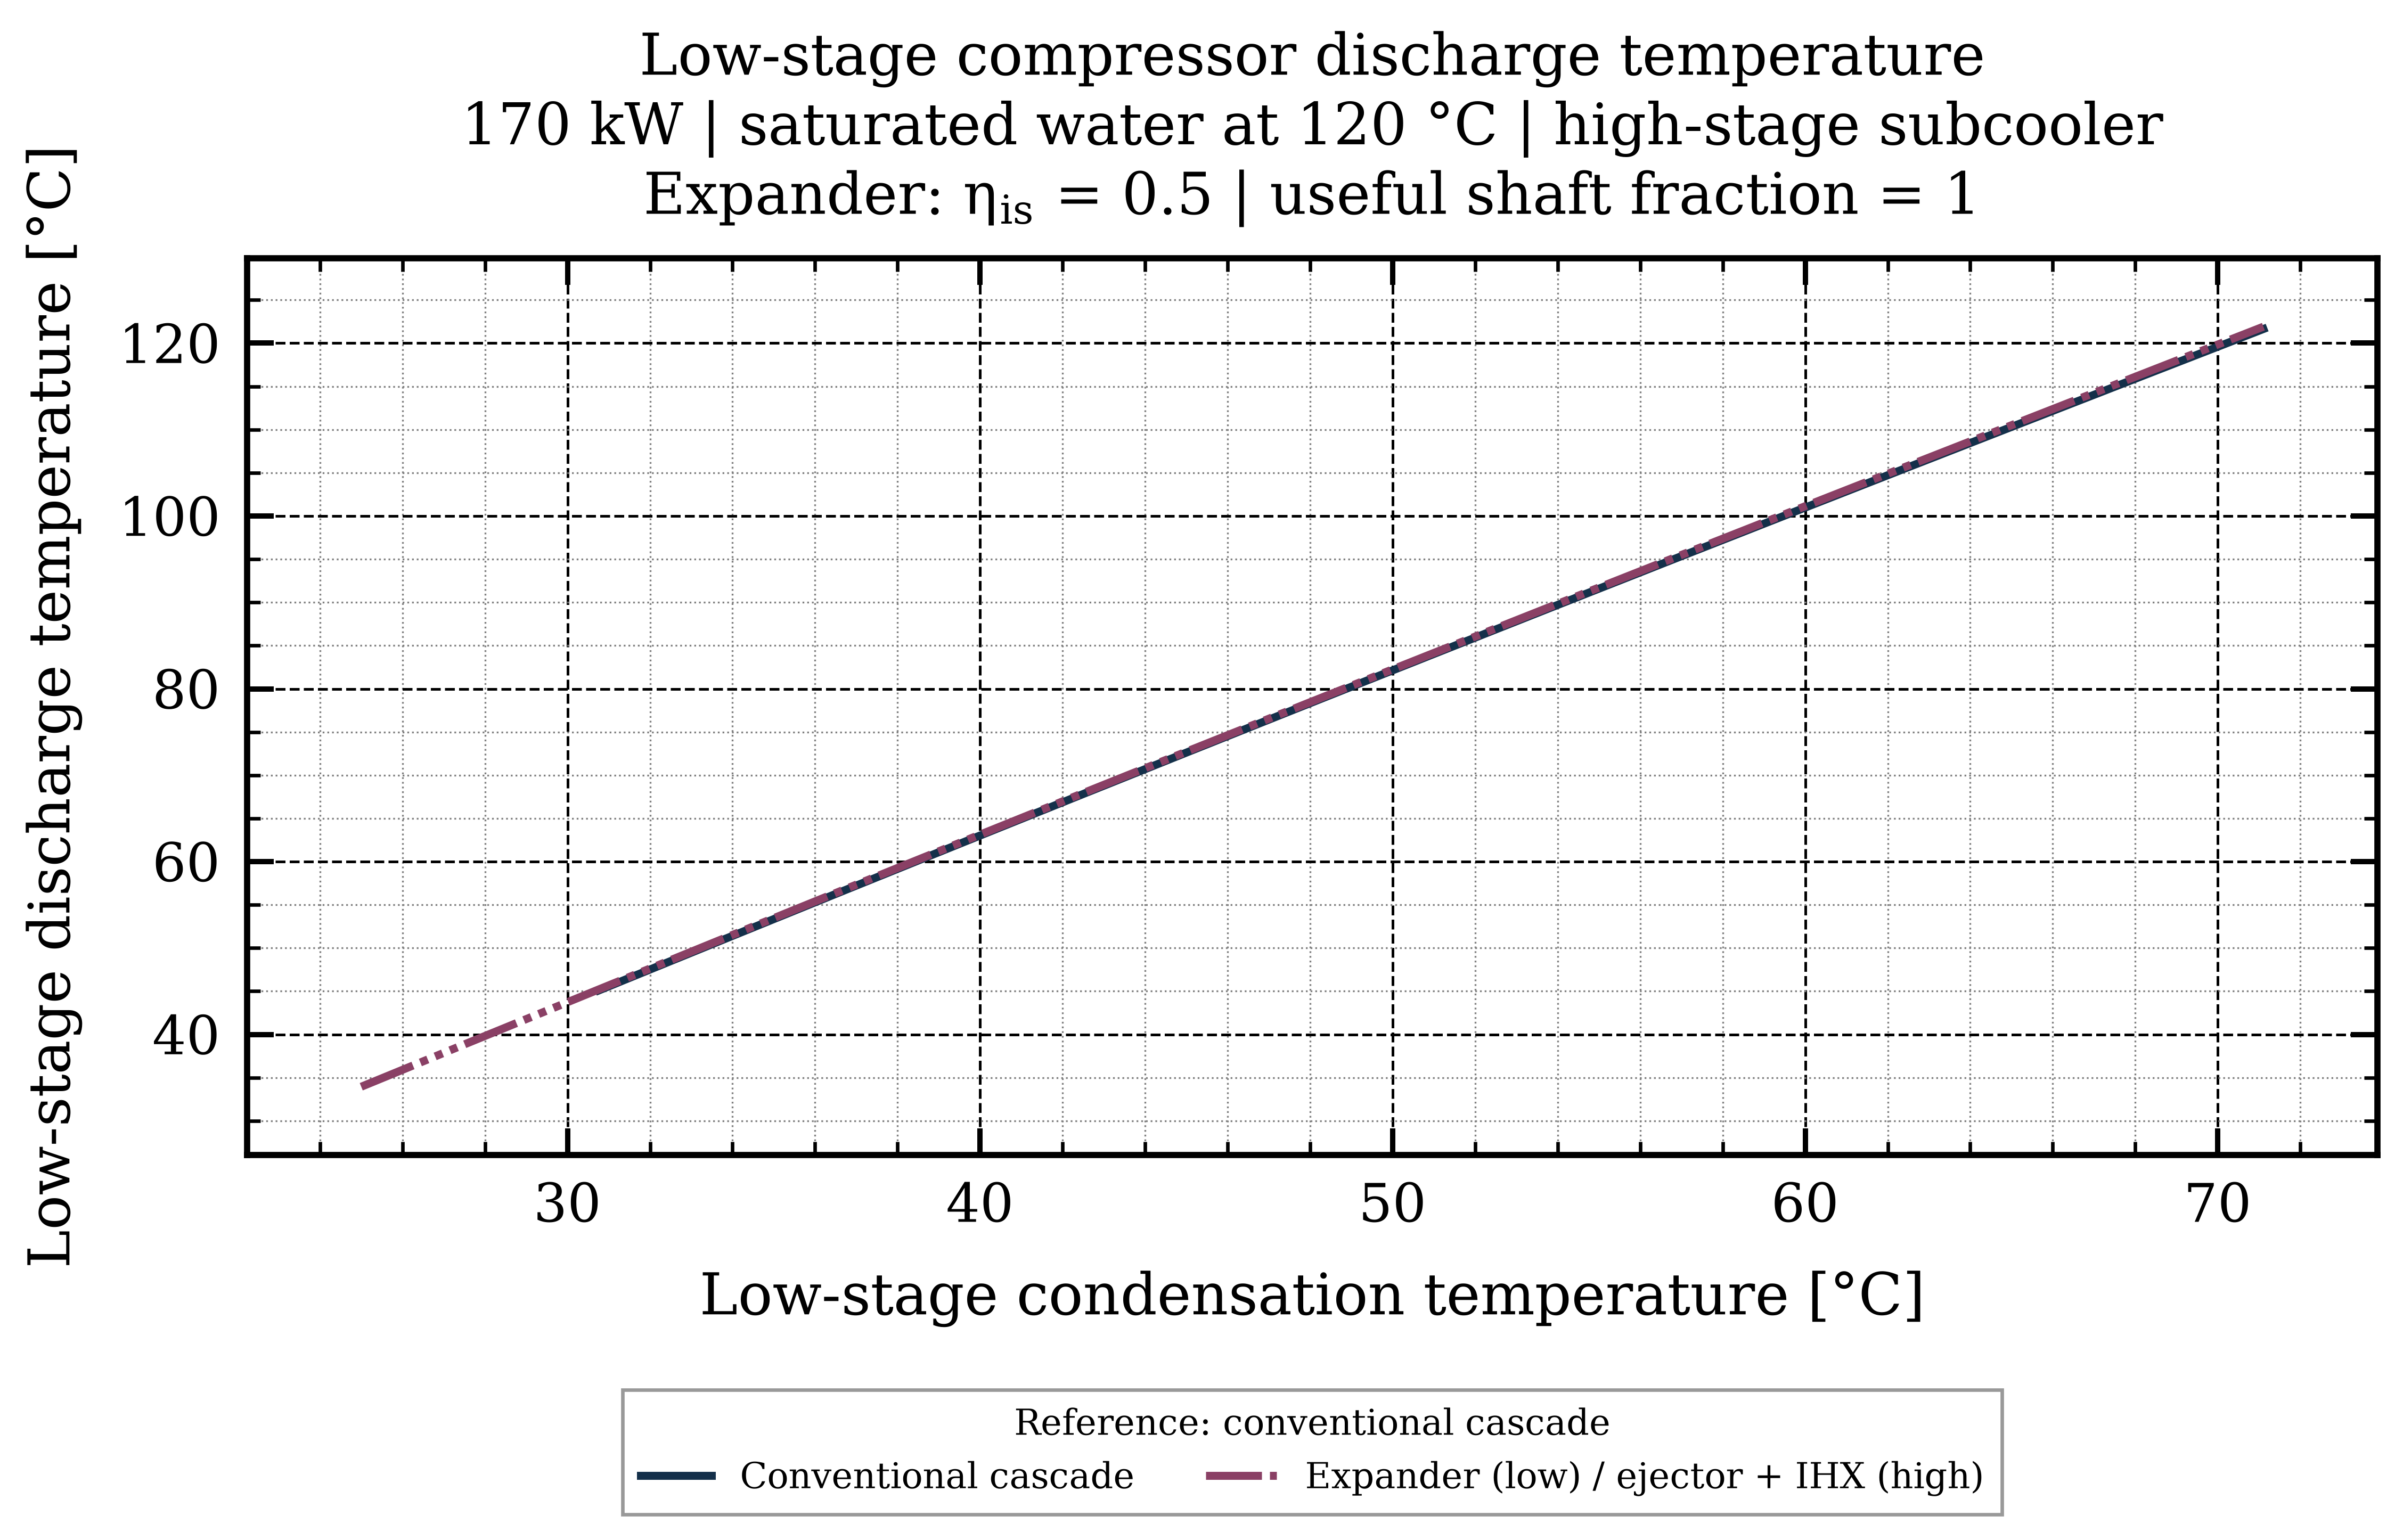 Low-stage compressor discharge temperature
170 kW | saturated water at 120 °C | high-stage subcooler
Expander: ηis = 0.5 | useful shaft fraction = 1
Low-stage discharge temperature [°C]
120
100
80
60
40
30 40 50 60 70
Low-stage condensation temperature [°C]
Reference: conventional cascade
Conventional cascade Expander (low) / ejector + IHX (high)